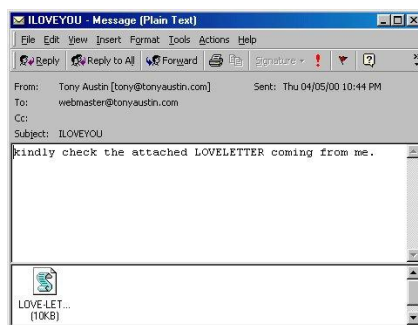 ILOVEYOU - Message (Plain Text)
File Edit View Insert Format Tools Actions Help
Reply Reply to All Forward Signature
From: Tony Austin [tony@tonyaustin.com] Sent: Thu 04/05/00 10:44 PM
To: webmaster@tonyaustin.com
Cc:
Subject: ILOVEYOU
kindly check the attached LOVELETTER coming from me.
LOVE-LET...
(10KB)